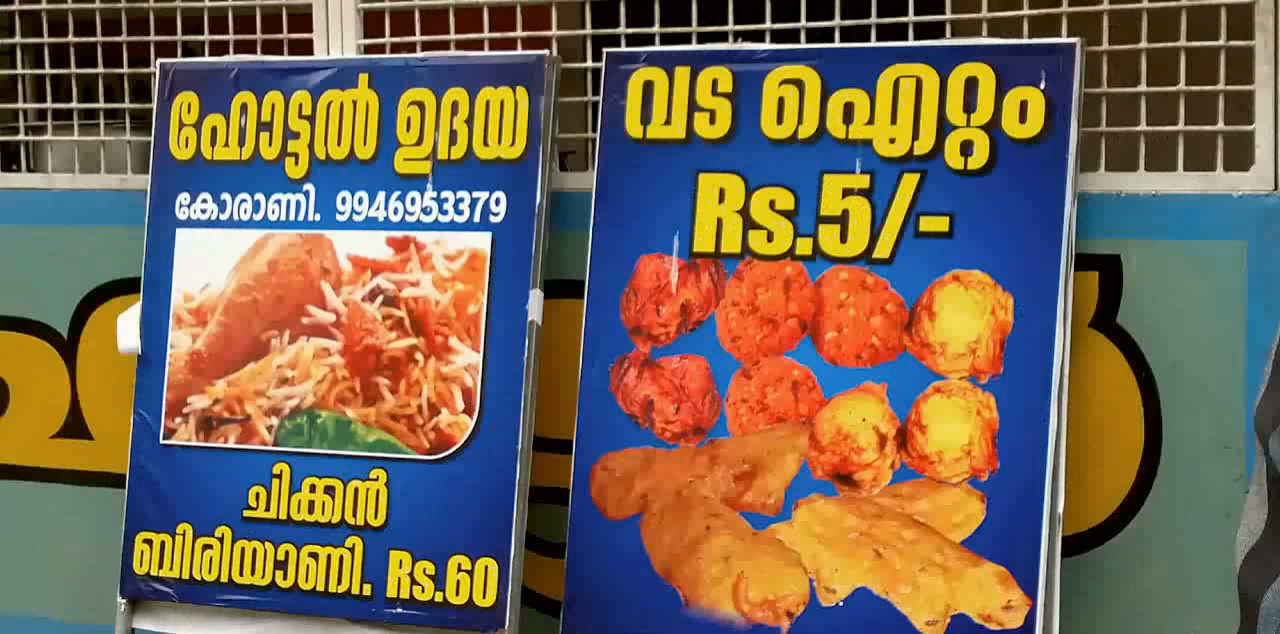 ഹോട്ടൽ ഉദയ
കോരാണി. 9946953379
ചിക്കൻ
ബിരിയാണി. Rs.60
വട ഐറ്റം
Rs.5/-